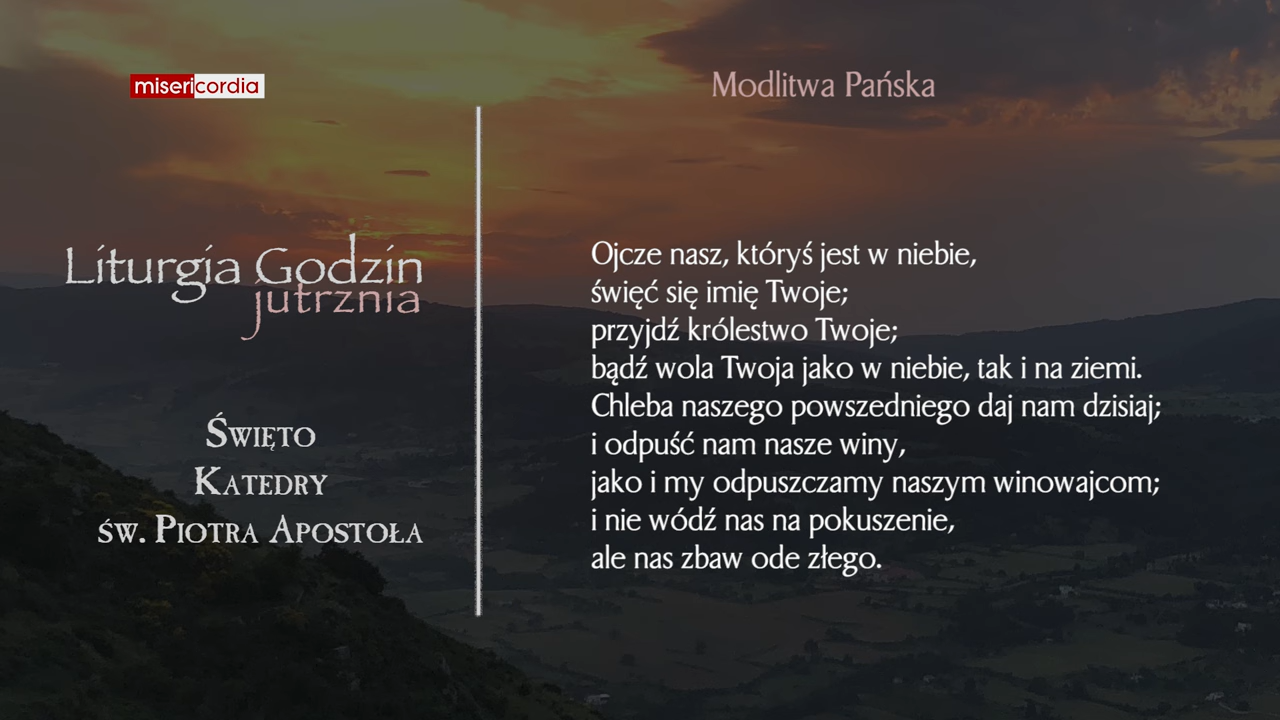 misericordia
Liturgia Godzin
jutrznia
Święto
Katedry
św. Piotra Apostoła
Modlitwa Pańska
Ojcze nasz, któryś jest w niebie,
święć się imię Twoje;
przyjdź królestwo Twoje;
bądź wola Twoja jako w niebie, tak i na ziemi.
Chleba naszego powszedniego daj nam dzisiaj;
i odpuść nam nasze winy,
jako i my odpuszczamy naszym winowajcom;
i nie wódź nas na pokuszenie,
ale nas zbaw ode złego.